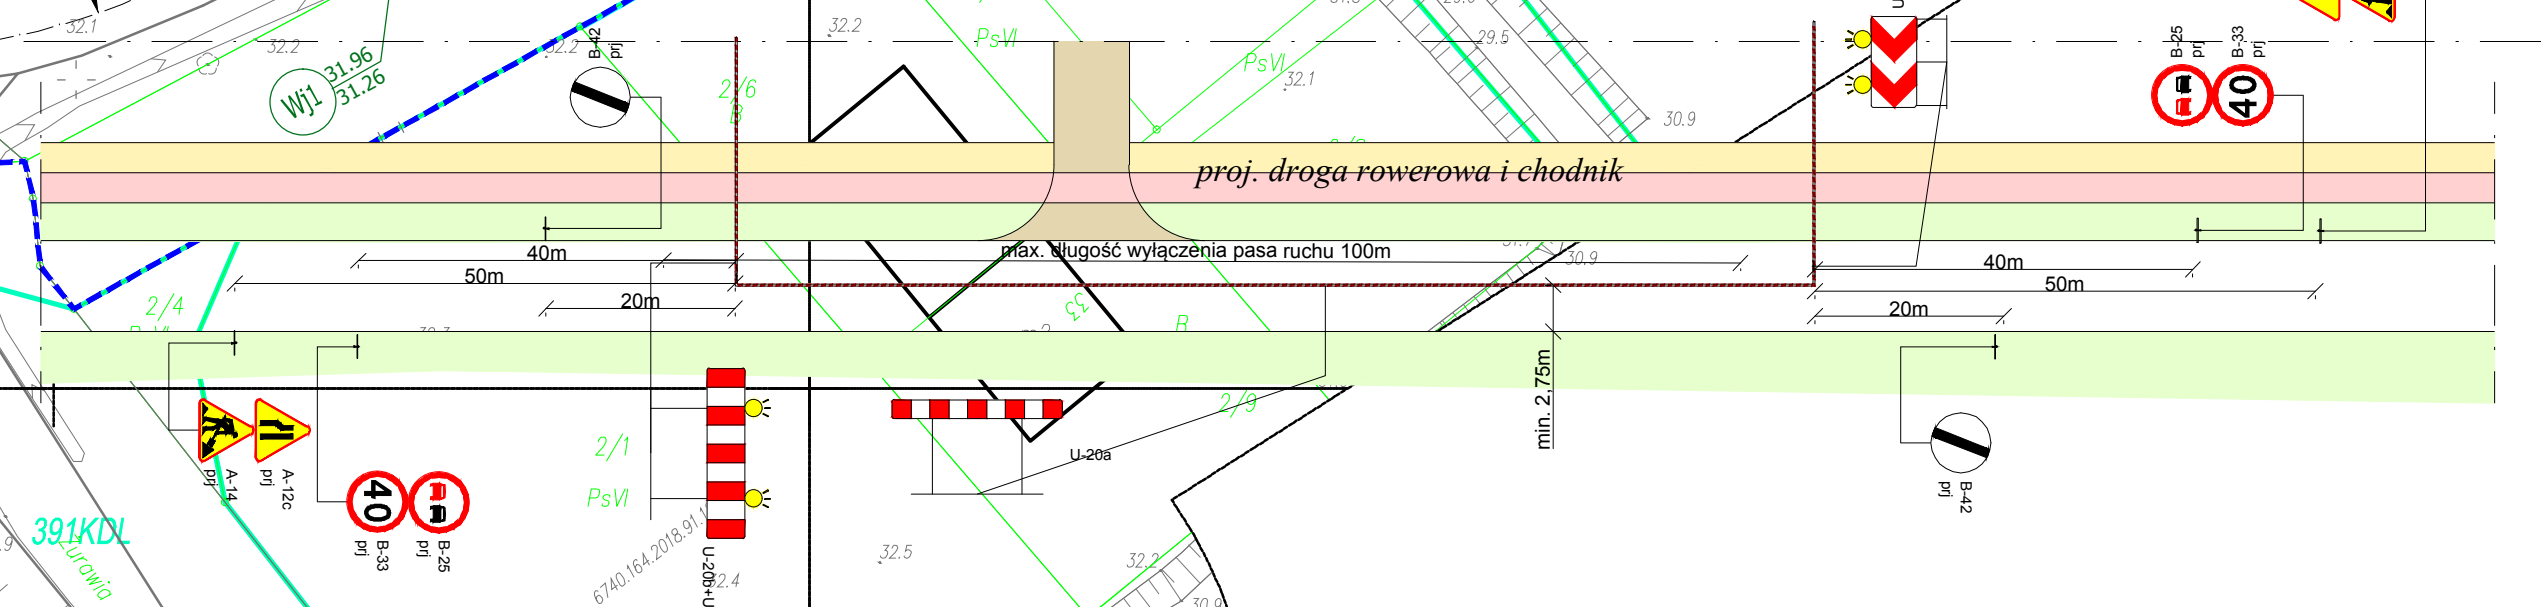 32.1
32.2
31.96
31.26
Wj1
32.2
B-42
prj
32.2
2/6
B
PsVI
PsVI
32.1
29.5
30.9
B-25
prj
B-33
prj
40
proj. droga rowerowa i chodnik
max. długość wyłączenia pasa ruchu 100m
40m
50m
20m
30.9
40m
50m
20m
2/4
33
B
min. 2,75m
2/9
2/1
PsVI
U-20a
A-14
prj
A-12c
prj
40
B-33
prj
B-25
prj
B-42
prj
391KDL
Żurawia
6740.164.2018.91.1
U-20b+U
32.4
32.5
32.2
30.9